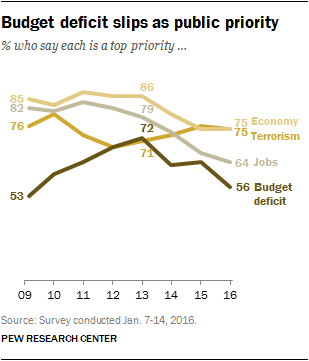 Budget deficit slips as public priority
% who say each is a top priority ...
85
82
76
53
86
79
72
71
75 Economy
75 Terrorism
64 Jobs
56 Budget
deficit
09 10 11 12 13 14 15 16
Source: Survey conducted Jan. 7-14, 2016.
PEW RESEARCH CENTER